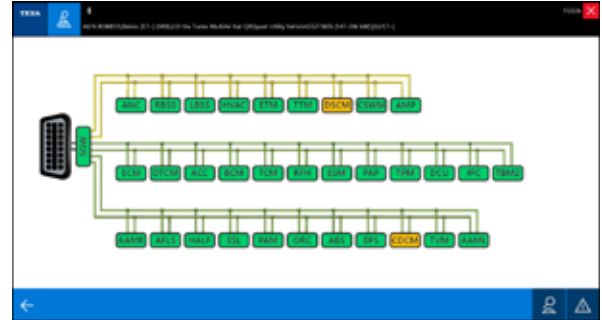 TEXA
ANC RBSS LBSS HVAC ETM TTM DSCM CSWM AMP
ECM DTCM ACC BCM TCM RFH ESM PAP TPM DCU IPC TBM2
AAMR AFLS HALF ESL PAM ORC ABS EPS CDCM TVM AAML